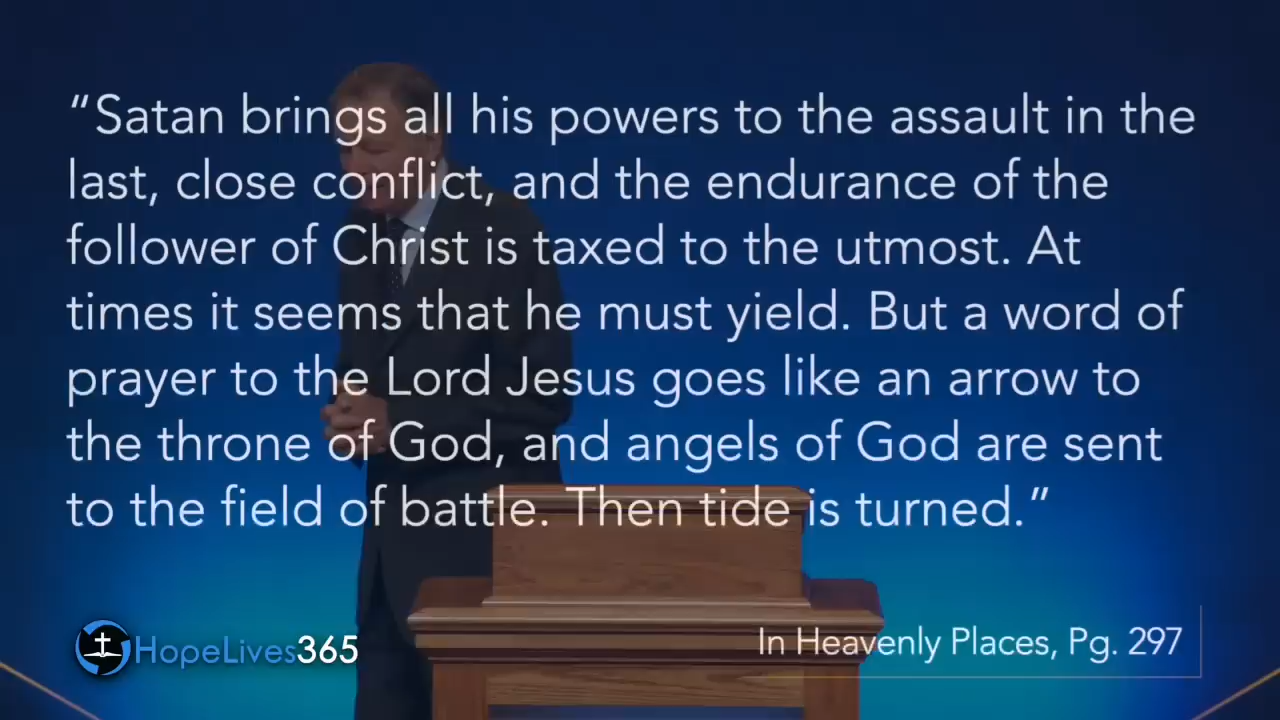 “Satan brings all his powers to the assault in the
last, close conflict, and the endurance of the
follower of Christ is taxed to the utmost. At
times it seems that he must yield. But a word of
prayer to the Lord Jesus goes like an arrow to
the throne of God, and angels of God are sent
to the field of battle. Then tide is turned.”
HopeLives365
In Heavenly Places, Pg. 297